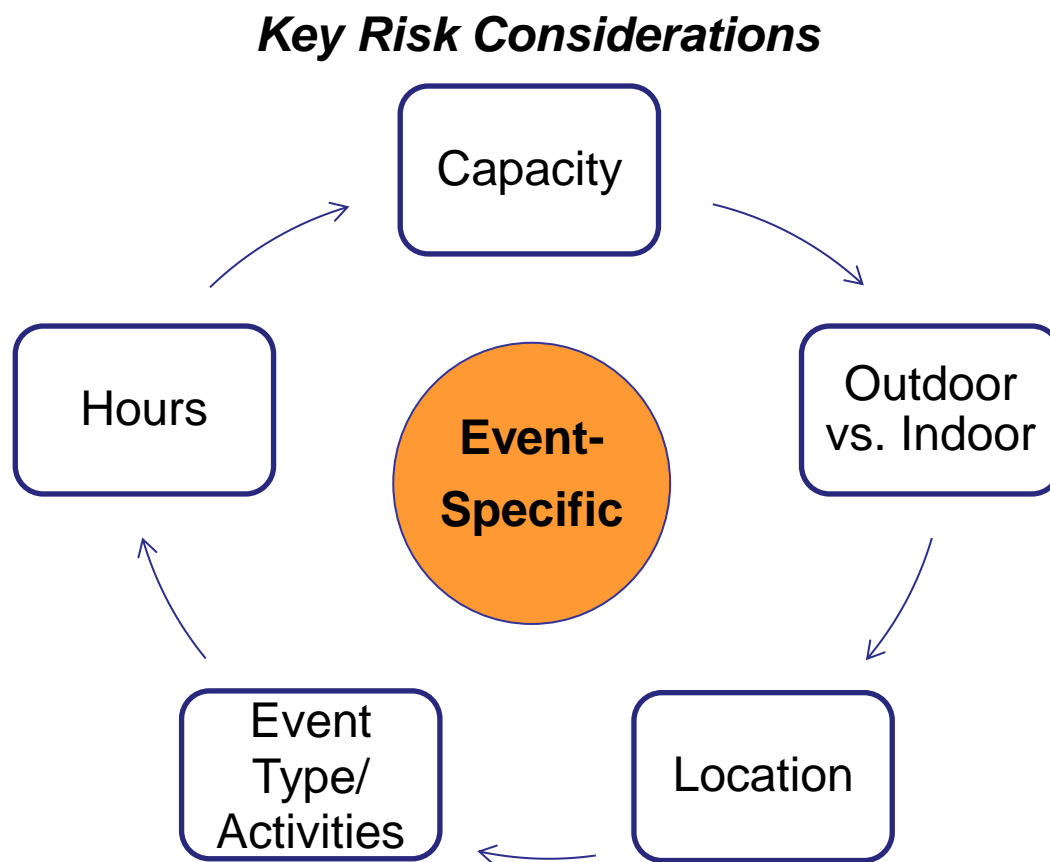 Key Risk Considerations
Capacity
Outdoor
vs. Indoor
Location
Event
Type/
Activities
Hours
Event-
Specific